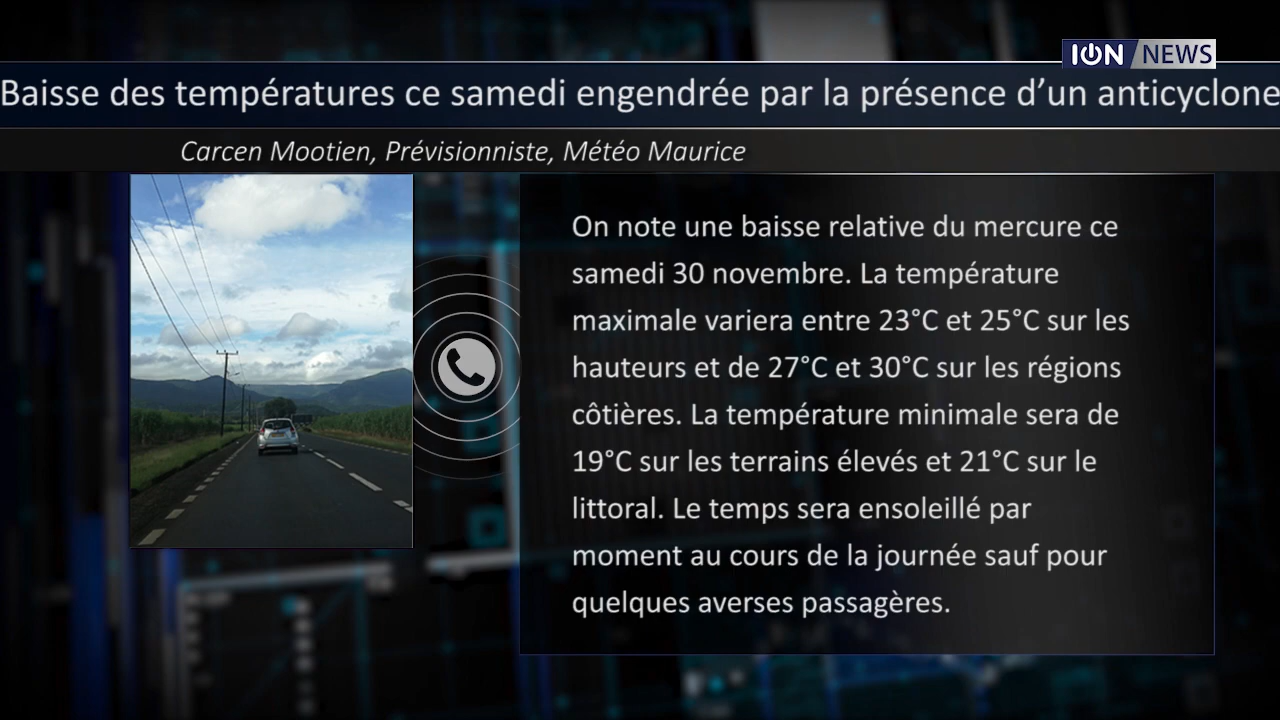 ION NEWS
Baisse des températures ce samedi engendrée par la présence d’un anticyclone
Carcen Mootien, Prévisionniste, Météo Maurice
On note une baisse relative du mercure ce
samedi 30 novembre. La température
maximale variera entre 23°C et 25°C sur les
hauteurs et de 27°C et 30°C sur les régions
côtières. La température minimale sera de
19°C sur les terrains élevés et 21°C sur le
littoral. Le temps sera ensoleillé par
moment au cours de la journée sauf pour
quelques averses passagères.